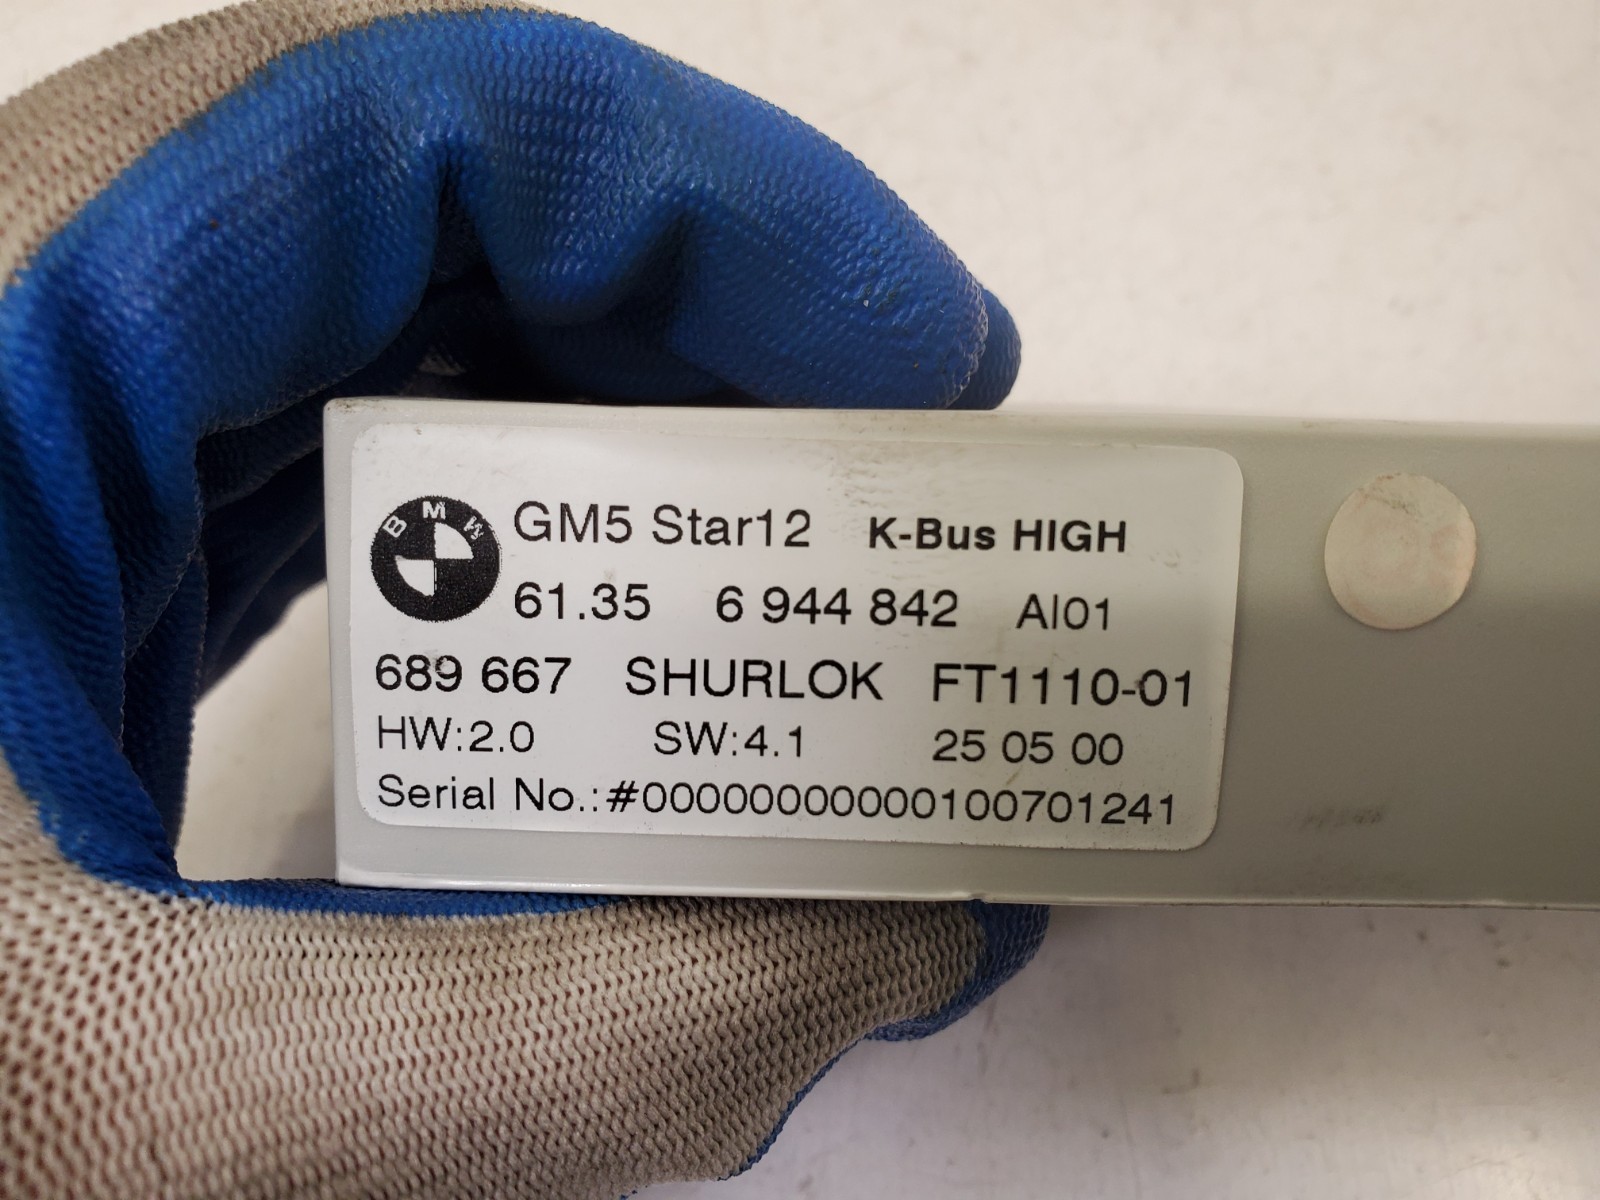 BMW GM5 Star12 K-Bus HIGH
61.35 6 944 842 AI01
689 667 SHURLOK FT1110-01
HW:2.0 SW:4.1 25 05 00
Serial No.:#00000000000100701241